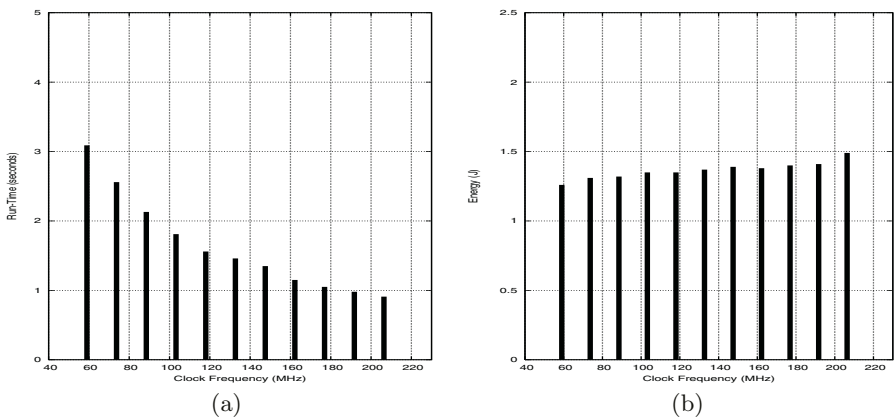 5
4
3
2
1
0
Run-Time (seconds)
40 60 80 100 120 140 160 180 200 220
Clock Frequency (MHz)
(a)
2.5
2
1.5
1
0.5
0
Energy (J)
40 60 80 100 120 140 160 180 200 220
Clock Frequency (MHz)
(b)